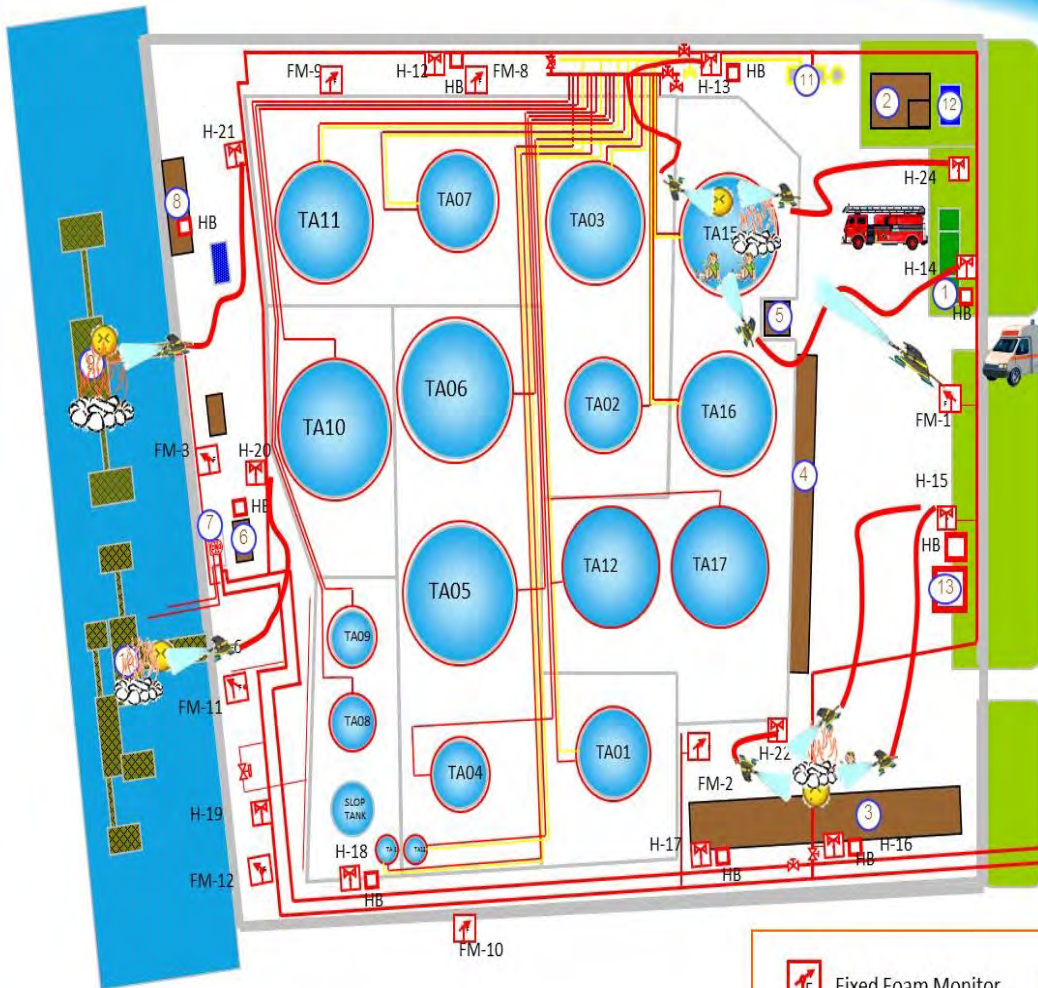 FM-9
H-12
HB
FM-8
H-13
HB
11
2
12
H-21
8
HB
TA11
TA07
TA03
TA15
H-24
H-14
1
HB
5
TA10
TA06
TA02
TA16
4
FM-1
FM-3
H-20
HB
7
6
H-15
HB
13
TA05
TA12
TA17
TA09
FM-11
TA08
TA04
TA01
H-22
FM-2
SLOP
TANK
H-19
3
H-18
HB
H-17
HB
H-16
HB
FM-12
FM-10
Fixed Foam Monitor